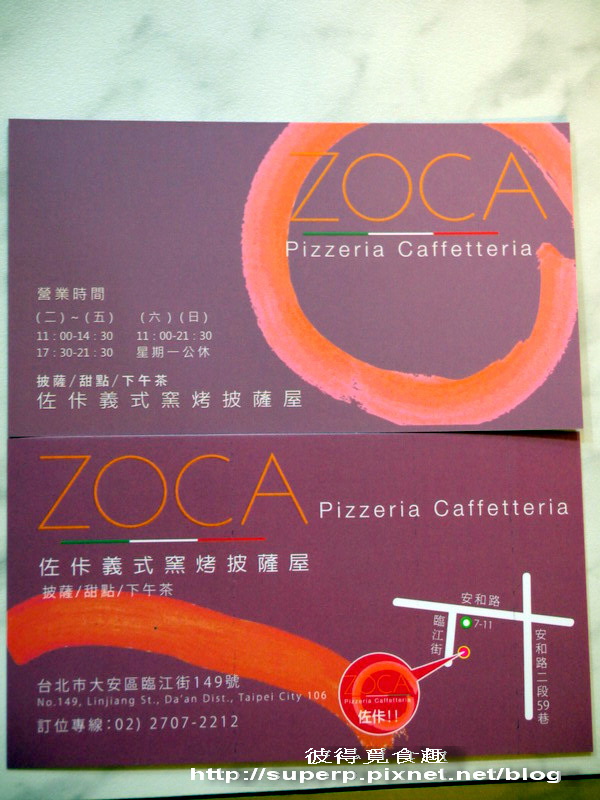 ZOCA
Pizzeria Caffetteria
營業時間
(二)~(五) (六)(日)
11:00-14:30 11:00-21:30
17:30-21:30 星期一公休
披薩/甜點/下午茶
佐佧義式窯烤披薩屋
ZOCA Pizzeria Caffetteria
佐佧義式窯烤披薩屋
披薩/甜點/下午茶
安和路
臨江街
7-11
安和路二段59巷
ZOCA
Pizzeria Caffetteria
佐佧!!
台北市大安區臨江街149號
No.149, Linjiang St., Da'an Dist., Taipei City 106
訂位專線:02) 2707-2212
彼得覓食趣
http://superp.pixnet.net/blog